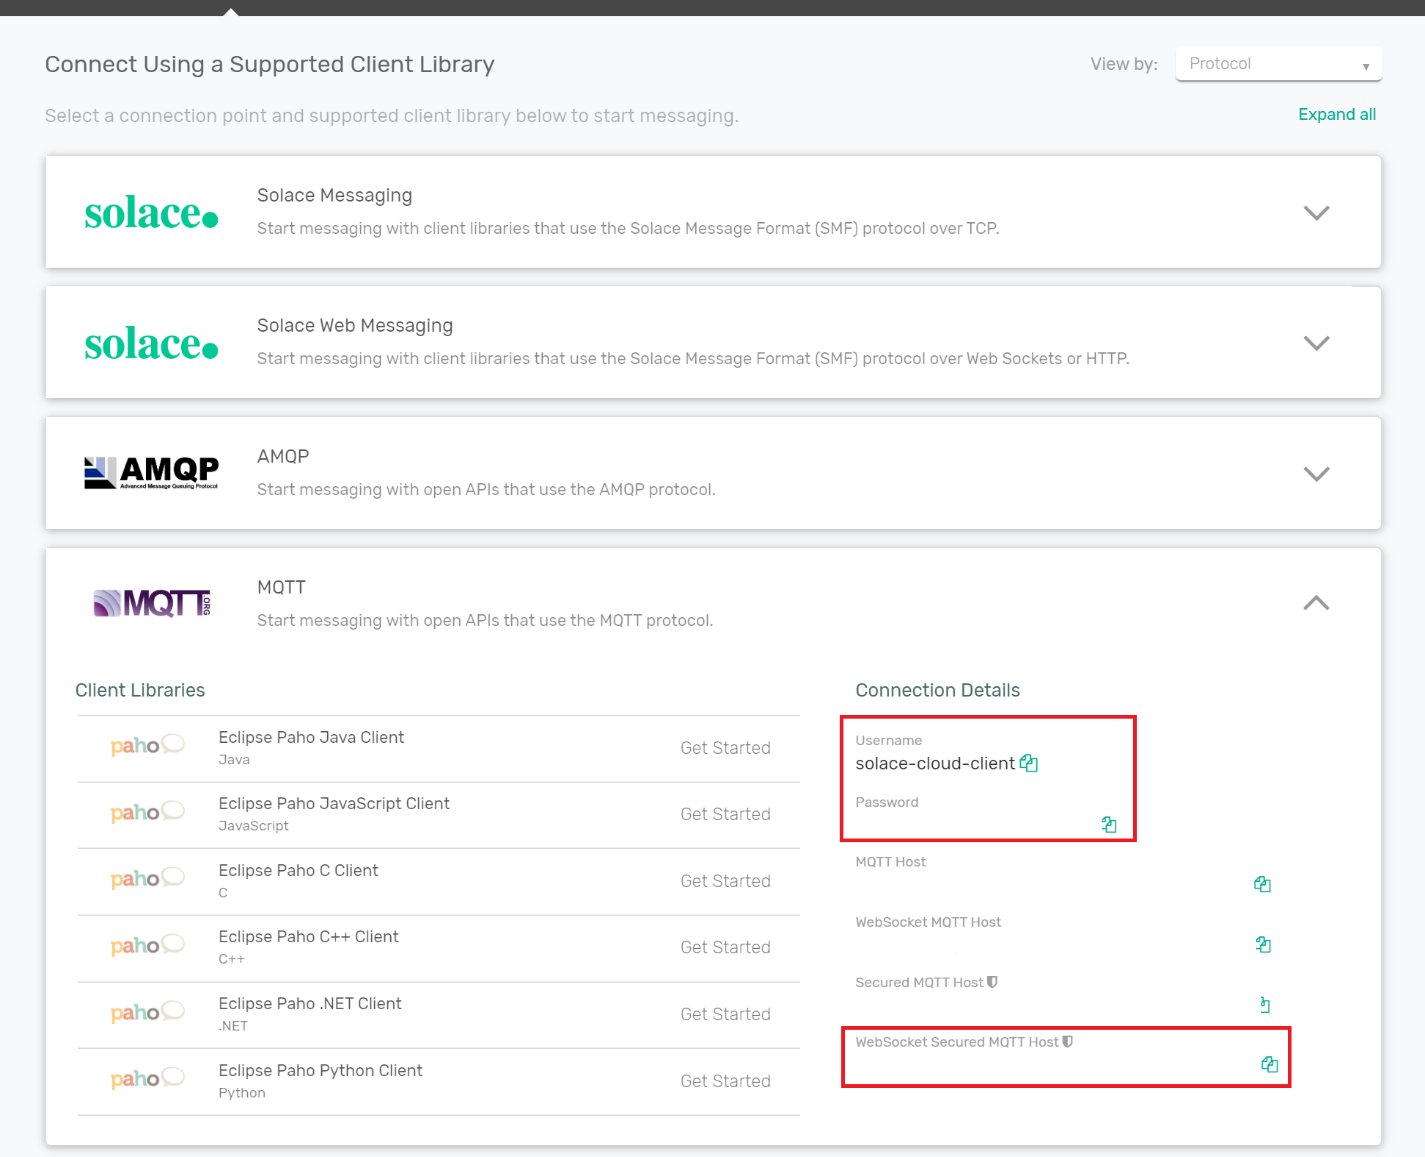 Connect Using a Supported Client Library
View by: Protocol
Select a connection point and supported client library below to start messaging.
Expand all
solace.
Solace Messaging
Start messaging with client libraries that use the Solace Message Format (SMF) protocol over TCP.
solace.
Solace Web Messaging
Start messaging with client libraries that use the Solace Message Format (SMF) protocol over Web Sockets or HTTP.
AMQP
Advanced Message Queuing Protocol
AMQP
Start messaging with open APIs that use the AMQP protocol.
MQTT.ORG
MQTT
Start messaging with open APIs that use the MQTT protocol.
Client Libraries
paho
Eclipse Paho Java Client
Java
Get Started
paho
Eclipse Paho JavaScript Client
JavaScript
Get Started
paho
Eclipse Paho C Client
C
Get Started
paho
Eclipse Paho C++ Client
C++
Get Started
paho
Eclipse Paho .NET Client
.NET
Get Started
paho
Eclipse Paho Python Client
Python
Get Started
Connection Details
Username
solace-cloud-client
Password
MQTT Host
WebSocket MQTT Host
Secured MQTT Host
WebSocket Secured MQTT Host